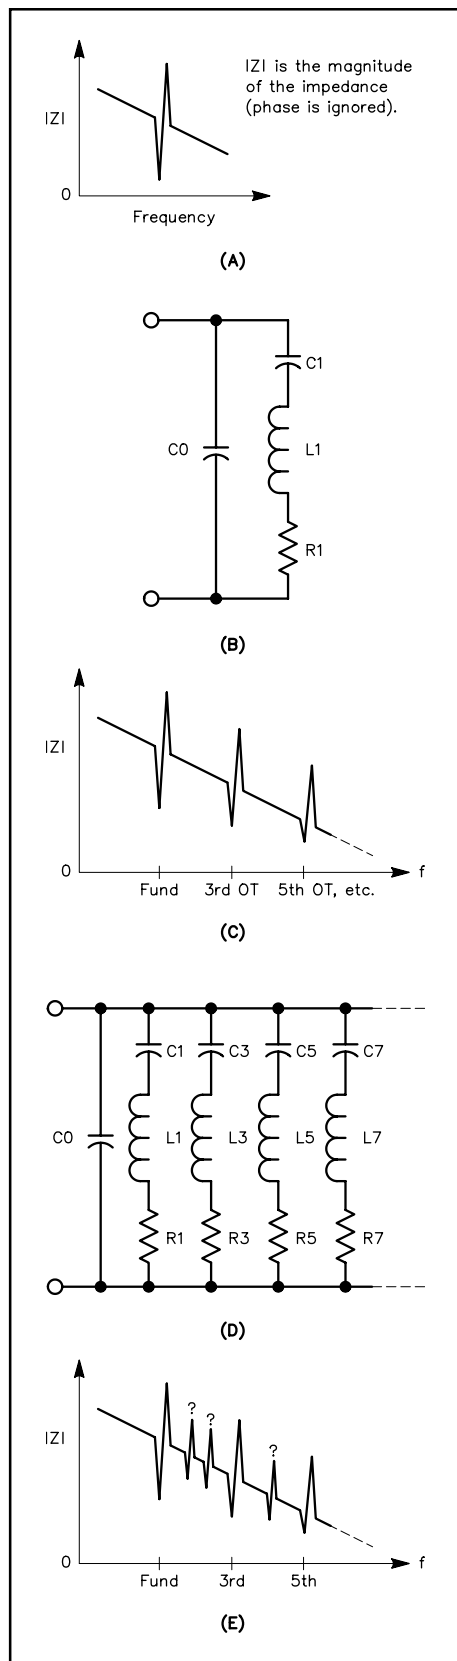 |Z| is the magnitude
of the impedance
(phase is ignored).
|Z|
0
Frequency
(A)
C1
C0
L1
R1
(B)
|Z|
0
f
Fund
3rd OT
5th OT, etc.
(C)
C1
C3
C5
C7
C0
L1
L3
L5
L7
R1
R3
R5
R7
(D)
?
?
?
|Z|
0
f
Fund
3rd
5th
(E)